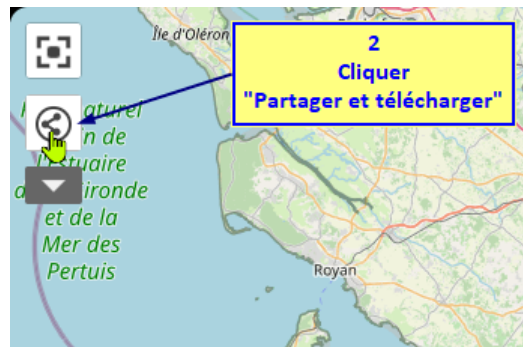 Île d'Oléron
2
Cliquer
"Partager et télécharger"
et de la
Mer des
Pertuis
Royan